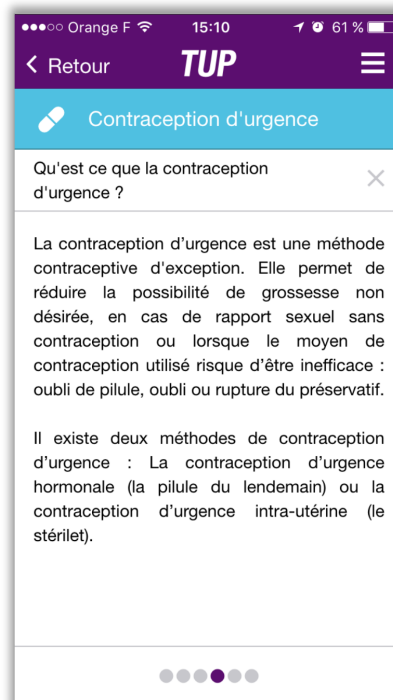 Orange F 15:10 61 %
Retour TUP
Contraception d'urgence
Qu'est ce que la contraception
d'urgence ?
La contraception d’urgence est une méthode
contraceptive d'exception. Elle permet de
réduire la possibilité de grossesse non
désirée, en cas de rapport sexuel sans
contraception ou lorsque le moyen de
contraception utilisé risque d’être inefficace :
oubli de pilule, oubli ou rupture du préservatif.
Il existe deux méthodes de contraception
d’urgence : La contraception d’urgence
hormonale (la pilule du lendemain) ou la
contraception d’urgence intra-utérine (le
stérilet).